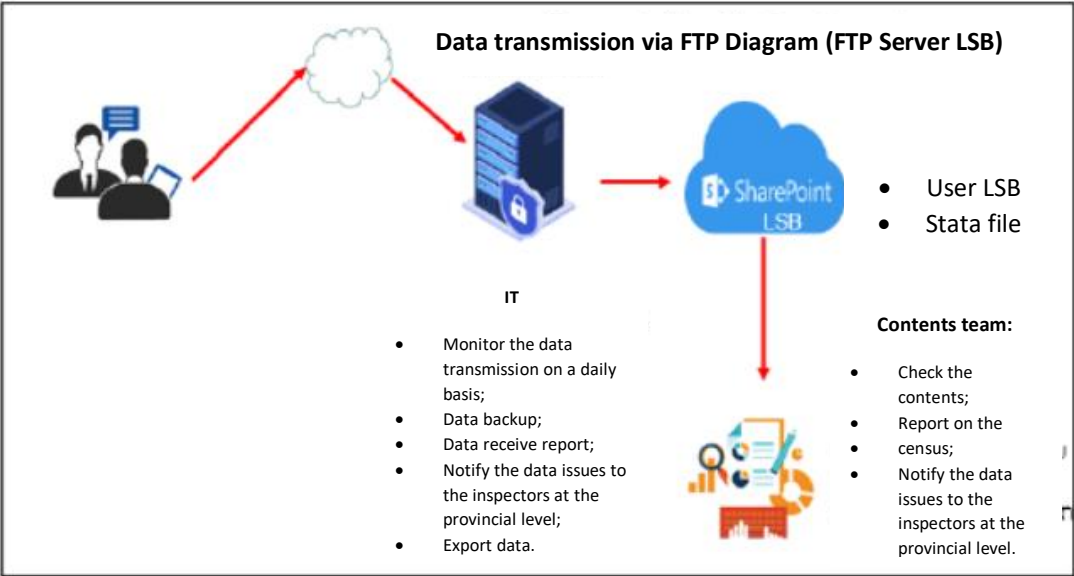 Data transmission via FTP Diagram (FTP Server LSB)
SharePoint
LSB
• User LSB
• Stata file
IT
• Monitor the data
transmission on a daily
basis;
• Data backup;
• Data receive report;
• Notify the data issues to
the inspectors at the
provincial level;
• Export data.
Contents team:
• Check the
contents;
• Report on the
• census;
• Notify the data
issues to the
inspectors at the
provincial level.